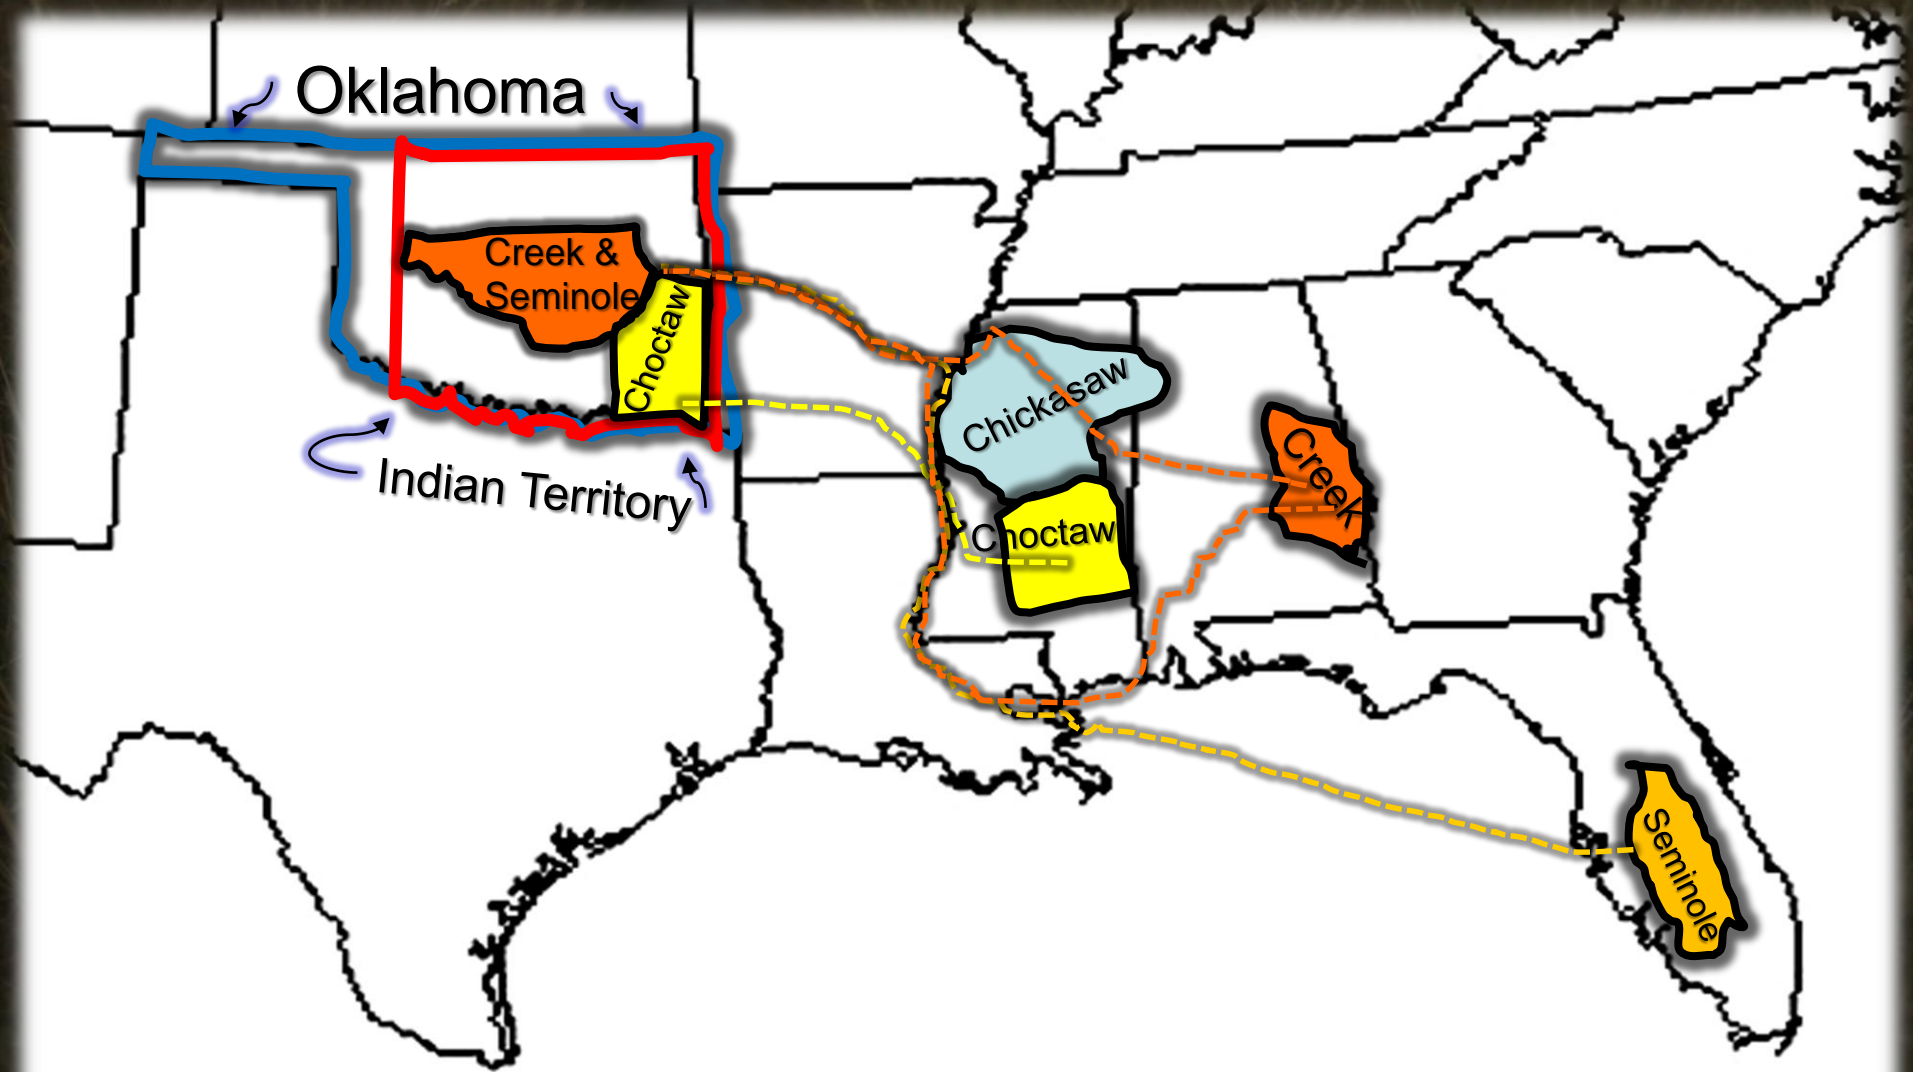 Oklahoma
Creek &
Seminole
Choctaw
Indian Territory
Chickasaw
Choctaw
Creek
Seminole